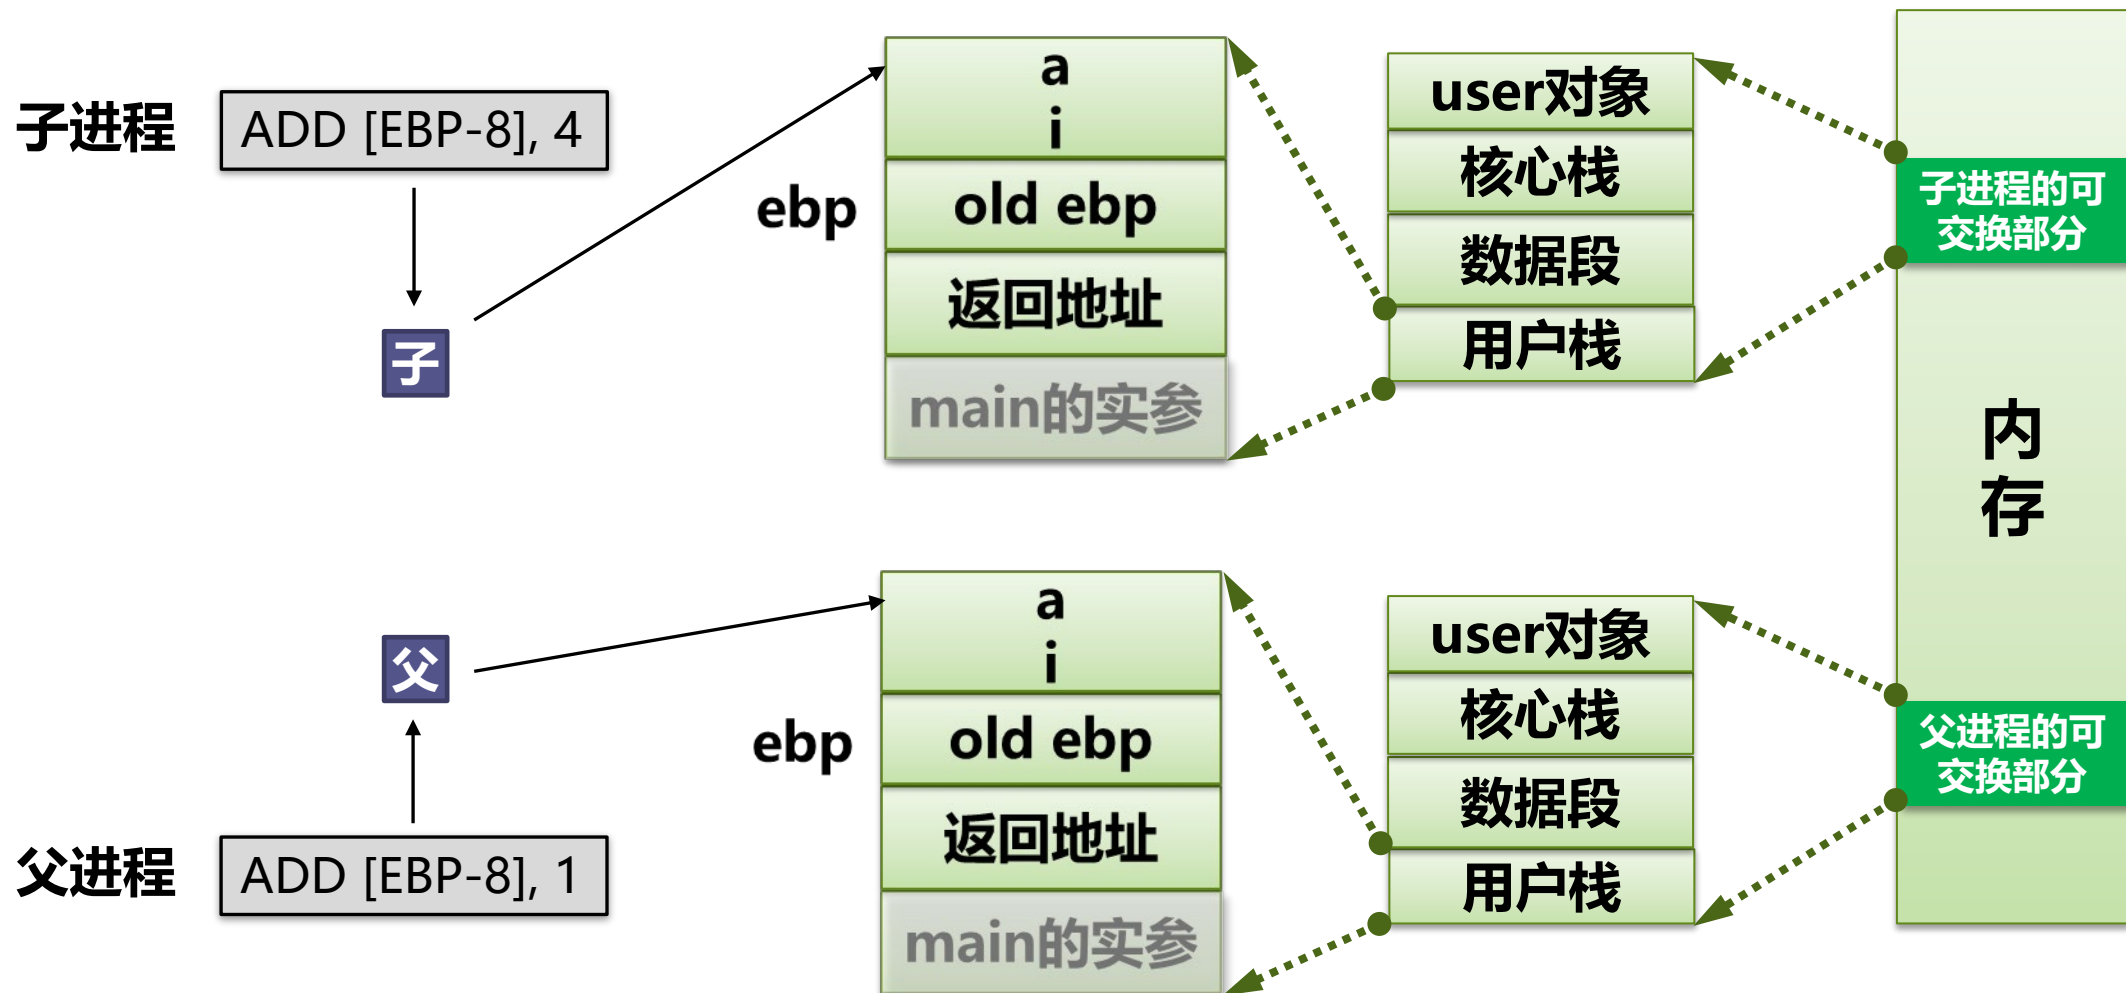 子进程
ADD [EBP-8], 4
子
a
i
ebp
old ebp
返回地址
main的实参
user对象
核心栈
数据段
用户栈
子进程的可
交换部分
内
存
父
父进程
ADD [EBP-8], 1
a
i
ebp
old ebp
返回地址
main的实参
user对象
核心栈
数据段
用户栈
父进程的可
交换部分